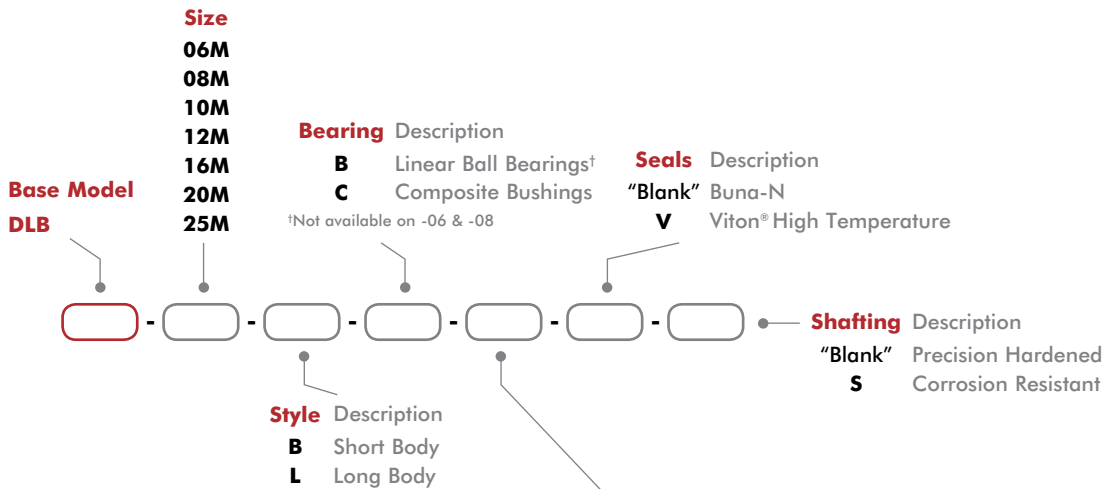 Size
06M
08M
10M
12M
16M
20M
25M
Base Model
DLB
Bearing Description
B Linear Ball Bearings†
C Composite Bushings
†Not available on -06 & -08
Seals Description
"Blank" Buna-N
V Viton® High Temperature
- - - - - -
Shafting Description
"Blank" Precision Hardened
S Corrosion Resistant
Style Description
B Short Body
L Long Body